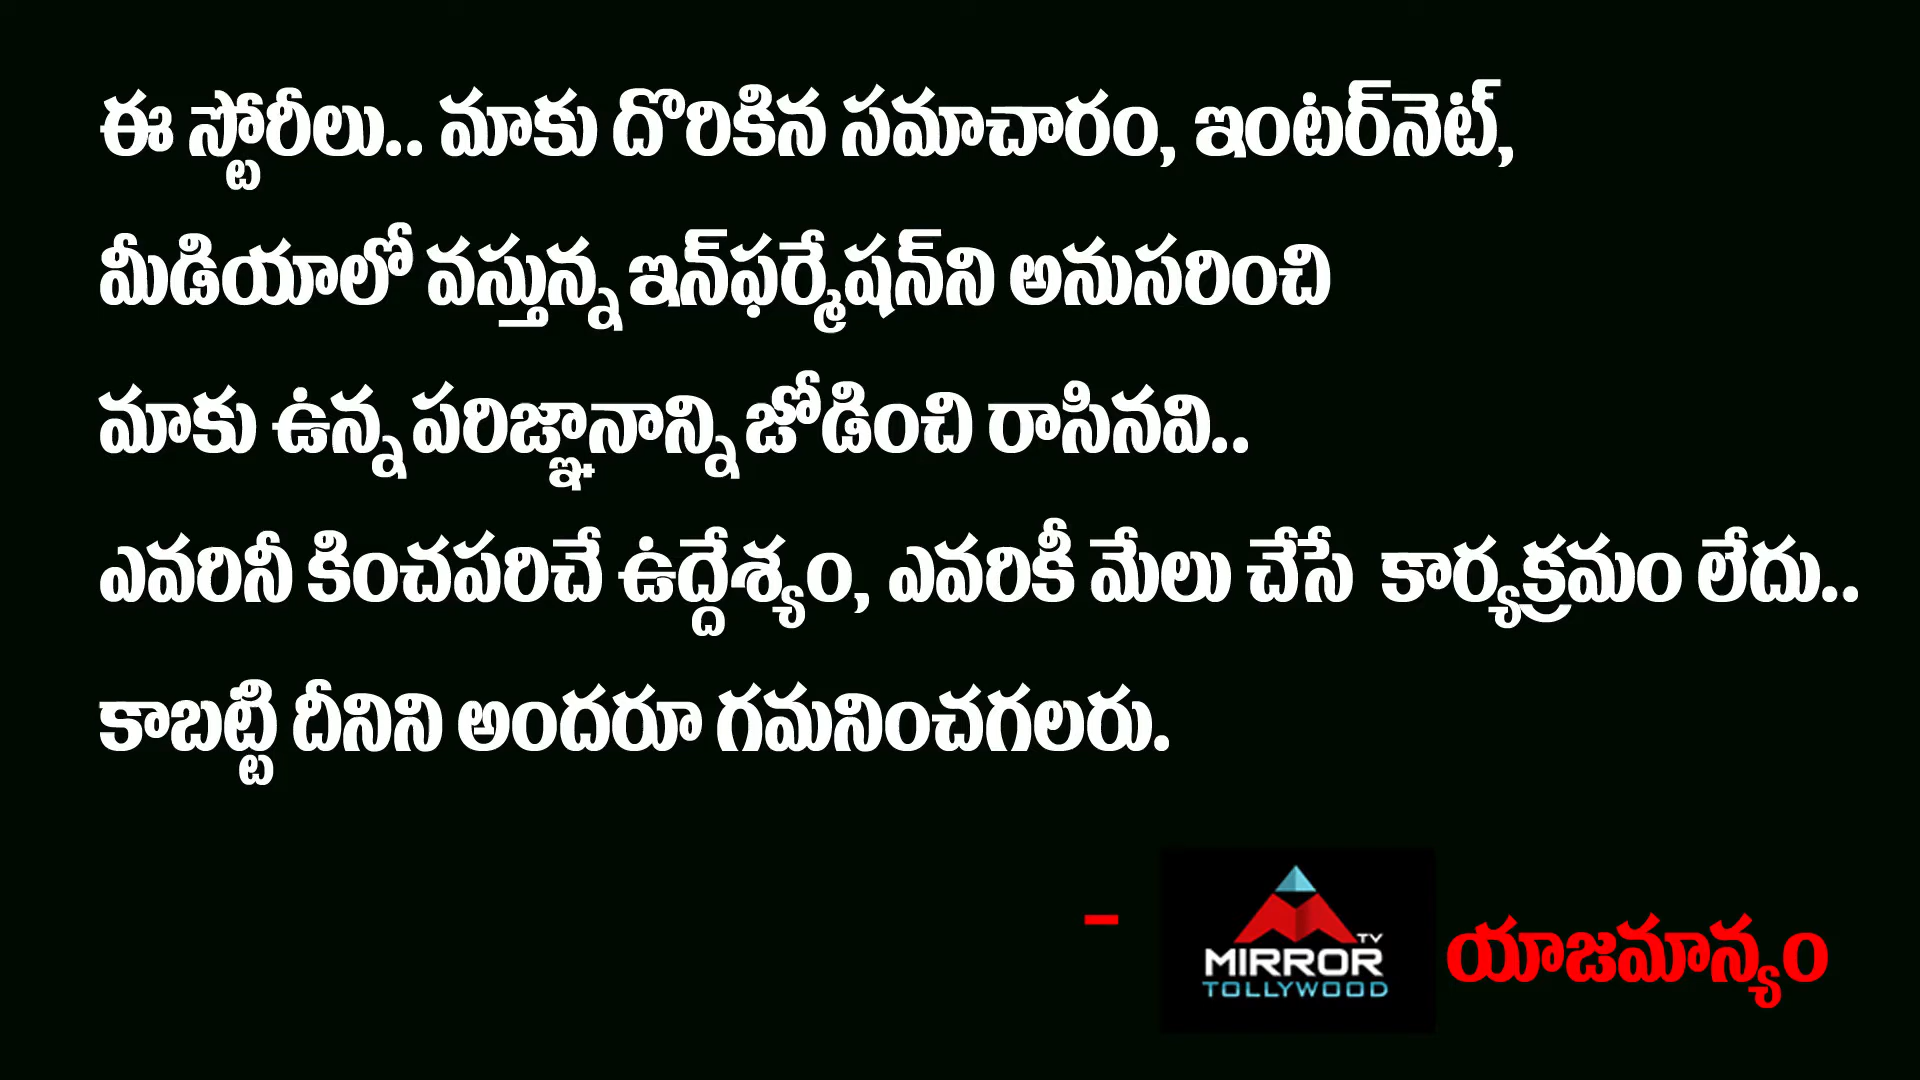 ఈ స్టోరీలు.. మాకు దొరికిన సమాచారం, ఇంటర్‌నెట్,
మీడియాలో వస్తున్న ఇన్‌ఫర్మేషన్‌ని అనుసరించి
మాకు ఉన్న పరిజ్ఞానాన్ని జోడించి రాసినవి..
ఎవరినీ కించపరిచే ఉద్దేశ్యం, ఎవరికీ మేలు చేసే కార్యక్రమం లేదు..
కాబట్టి దీనిని అందరూ గమనించగలరు.
- MIRROR TV
TOLLYWOOD
యాజమాన్యం